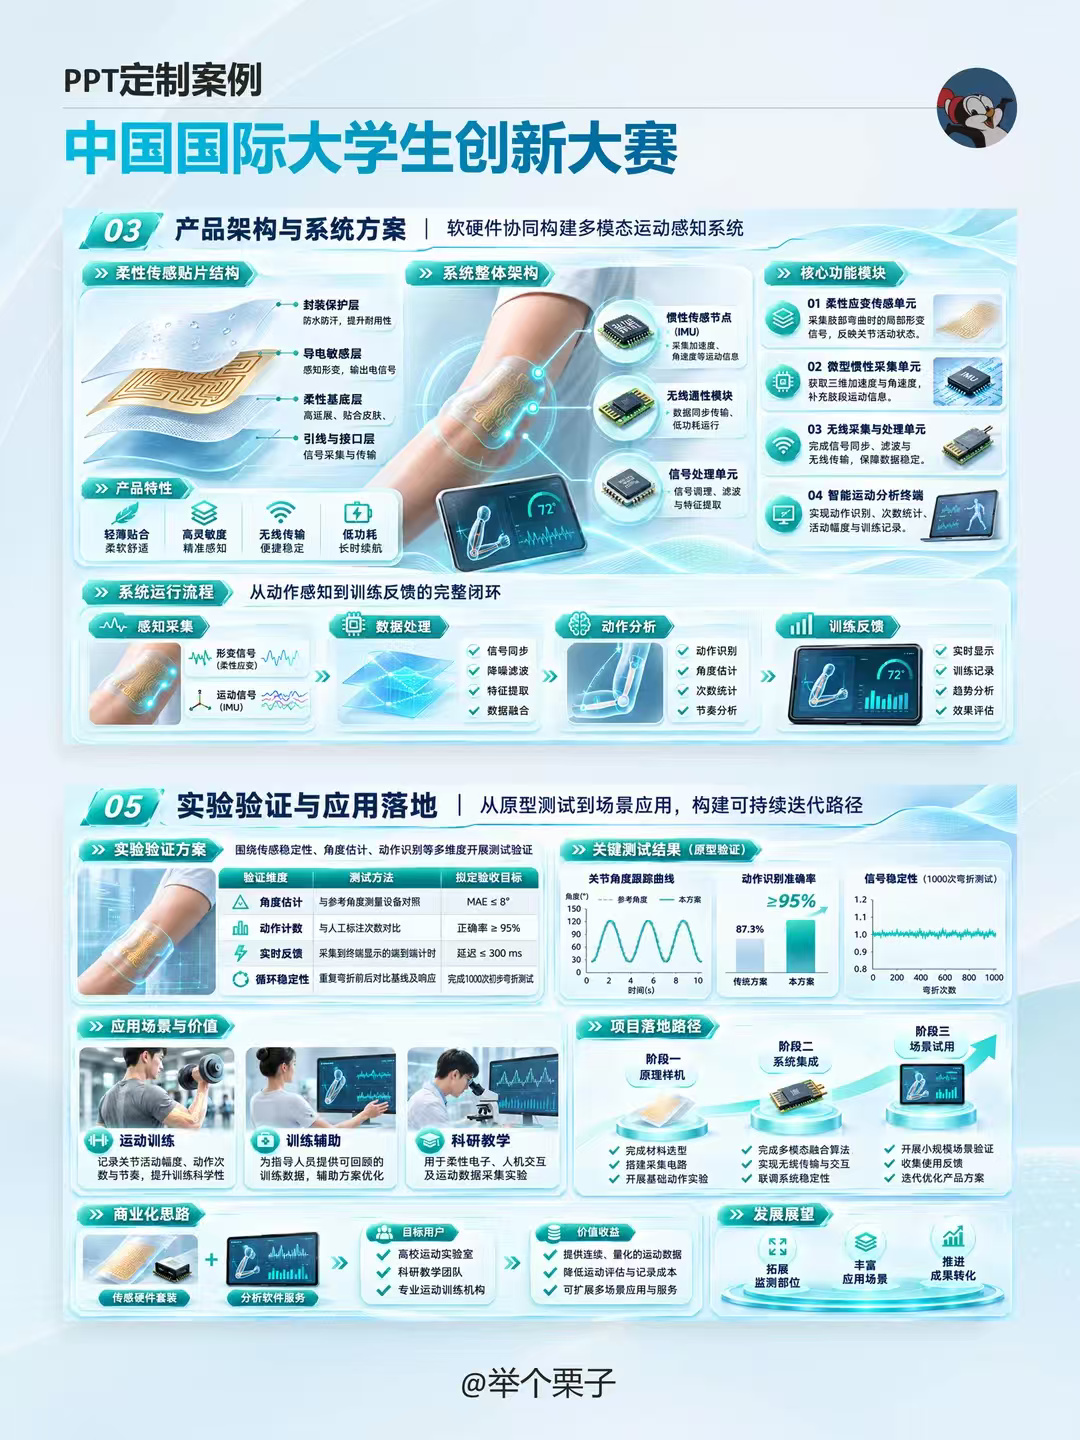 PPT定制案例
中国国际大学生创新大赛
03 产品架构与系统方案 | 软硬件协同构建多模态运动感知系统
柔性传感贴片结构
封装保护层
防水防汗，提升耐用性
导电敏感层
感知形变，输出电信号
柔性基底层
高延展、贴合皮肤、
引线与接口层
信号采集与传输
产品特性
轻薄贴合
柔软舒适
高灵敏度
精准感知
无线传输
便捷稳定
低功耗
长时续航
系统整体架构
惯性传感节点
（IMU）
· 采集加速度、
角速度等运动信息
无线通性模块
· 数据同步传输、
低功耗运行
信号处理单元
· 信号调理、滤波
与特征提取
72°
核心功能模块
01 柔性应变传感单元
采集肢部弯曲时的局部形变
信号，反映关节活动状态。
02 微型惯性采集单元
获取三维加速度与角速度，
补充肢段运动信息。
IMU
03 无线采集与处理单元
完成信号同步、滤波与
无线传输，保障数据稳定。
04 智能运动分析终端
实现动作识别、次数统计、
活动幅度与训练记录。
系统运行流程
从动作感知到训练反馈的完整闭环
感知采集
形变信号
（柔性应变）
运动信号
（IMU）
数据处理
信号同步
降噪滤波
特征提取
数据融合
动作分析
动作识别
角度估计
次数统计
节奏分析
训练反馈
72°
实时显示
训练记录
趋势分析
效果评估
05 实验验证与应用落地 | 从原型测试到场景应用，构建可持续迭代路径
实验验证方案
围绕传感稳定性、角度估计、动作识别等多维度开展测试验证
验证维度 测试方法 拟定验收目标
角度估计 与参考角度测量设备对照 MAE ≤ 8°
动作计数 与人工标注次数对比 正确率 ≥ 95%
实时反馈 采集到终端显示的端到端计时 延迟 ≤ 300 ms
循环稳定性 重复弯折前后对比基线及响应 完成1000次初步弯折测试
关键测试结果（原型验证）
关节角度跟踪曲线
角度(°)
参考角度 本方案
150
120
90
60
30
0
0 2 4 6 8 10
时间(s)
动作识别准确率
≥95%
87.3%
传统方案 本方案
信号稳定性（1000次弯折测试）
1.2
1.1
1.0
0.9
0.8
0 200 400 600 800 1000
弯折次数
应用场景与价值
运动训练
记录关节活动幅度、动作次
数与节奏，提升训练科学性
训练辅助
为指导人员提供可回顾的
训练数据，辅助方案优化
科研教学
用于柔性电子、人机交互
及运动数据采集实验
项目落地路径
阶段一
原理样机
完成材料选型
搭建采集电路
开展基础动作实验
阶段二
系统集成
完成多模态融合算法
实现无线传输与交互
联调系统稳定性
阶段三
场景试用
开展小规模场景验证
收集使用反馈
迭代优化产品方案
商业化思路
传感硬件套装
+
分析软件服务
目标用户
高校运动实验室
科研教学团队
专业运动训练机构
价值收益
提供连续、量化的运动数据
降低运动评估与记录成本
可扩展多场景应用与服务
发展展望
拓展
监测部位
丰富
应用场景
推进
成果转化
@举个栗子